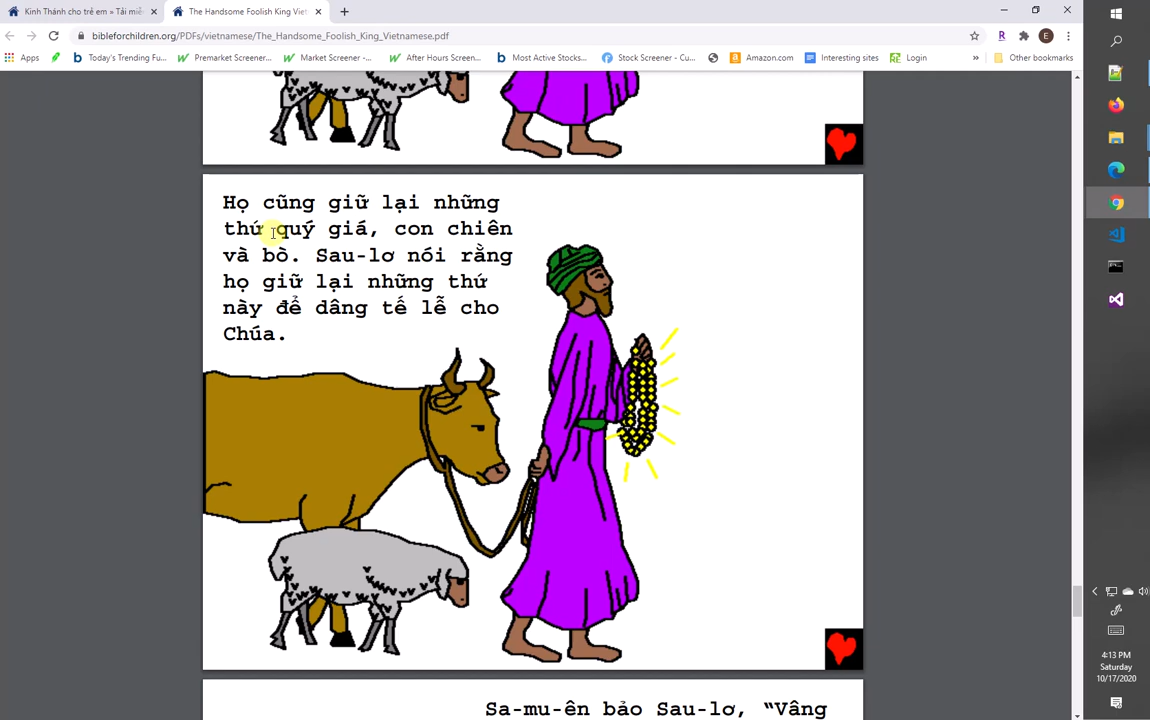 Kinh Thánh cho trẻ em » Tải miễ
The Handsome Foolish King Viet
bibleforchildren.org/PDFs/vietnamese/The_Handsome_Foolish_King_Vietnamese.pdf
Apps
Today's Trending Fu...
Premarket Screener...
Market Screener -...
After Hours Screen...
Most Active Stocks...
Stock Screener - Cu...
Amazon.com
Interesting sites
Login
Other bookmarks
Họ cũng giữ lại những
thứ quý giá, con chiên
và bò. Sau-lơ nói rằng
họ giữ lại những thứ
này để dâng tế lễ cho
Chúa.
Sa-mu-ên bảo Sau-lơ, “Vâng
4:13 PM
Saturday
10/17/2020